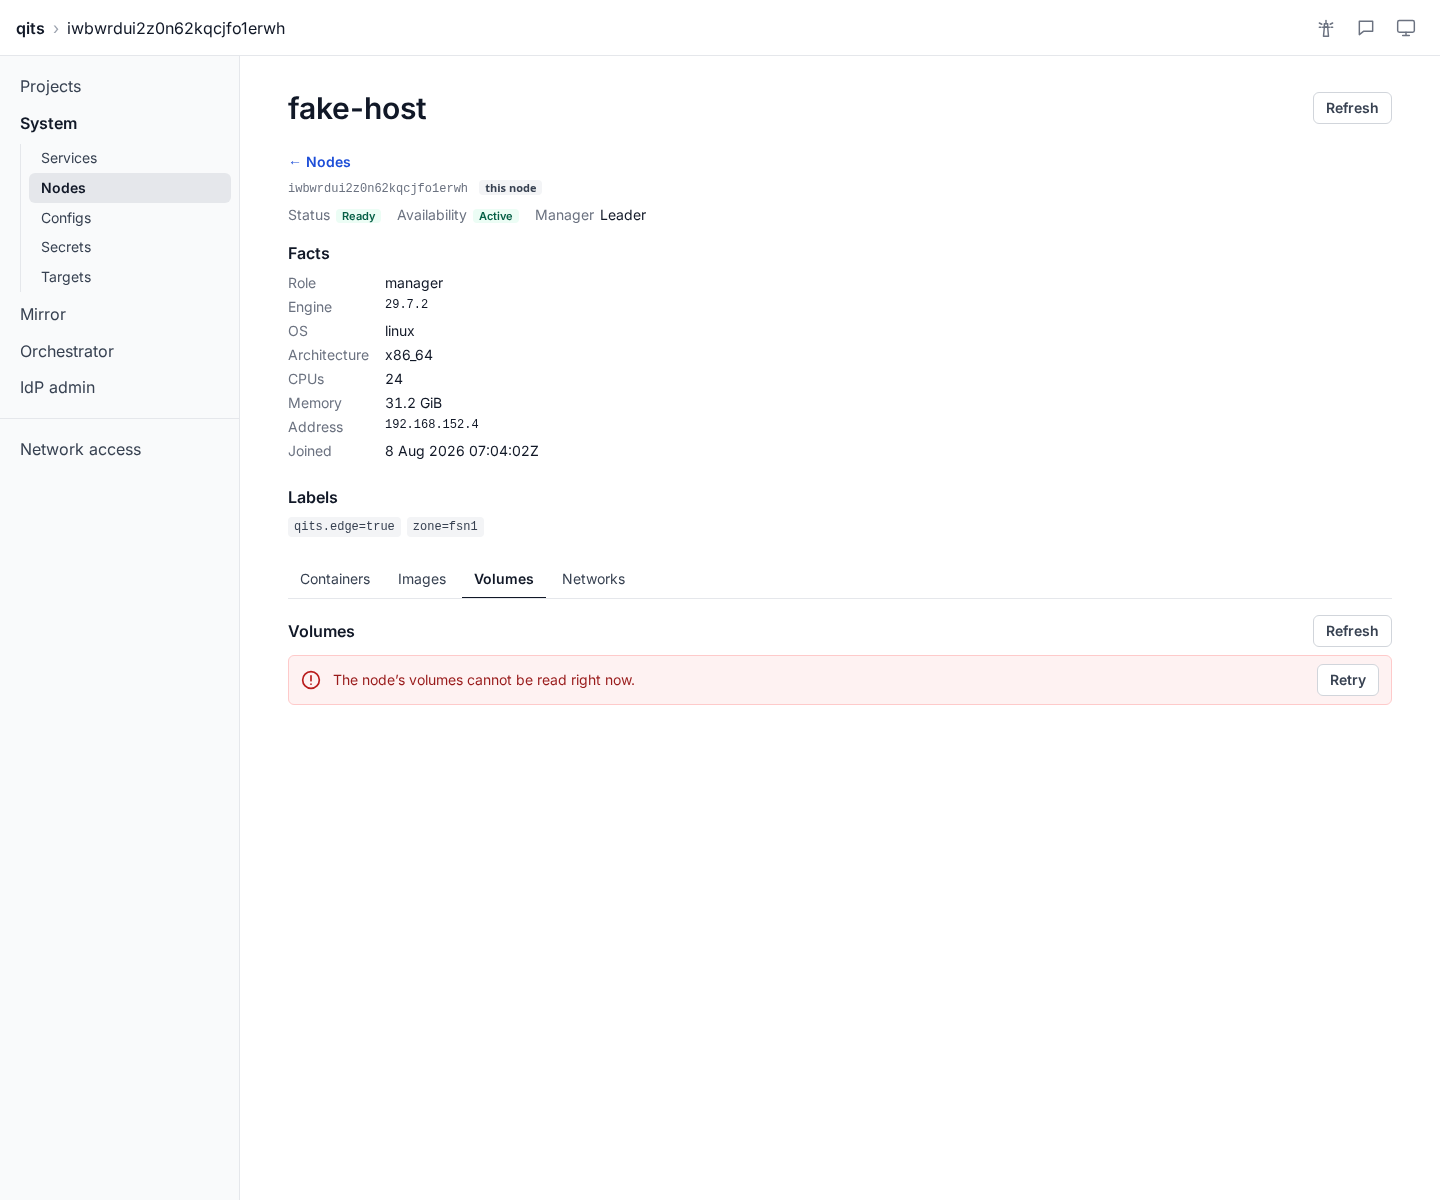 qits › iwbwrdui2z0n62kqcjfo1erwh
Projects
System
Services
Nodes
Configs
Secrets
Targets
Mirror
Orchestrator
IdP admin
Network access
fake-host
Refresh
← Nodes
iwbwrdui2z0n62kqcjfo1erwh this node
Status Ready Availability Active Manager Leader
Facts
Role manager
Engine 29.7.2
OS linux
Architecture x86_64
CPUs 24
Memory 31.2 GiB
Address 192.168.152.4
Joined 8 Aug 2026 07:04:02Z
Labels
qits.edge=true zone=fsn1
Containers Images Volumes Networks
Volumes Refresh
The node’s volumes cannot be read right now. Retry